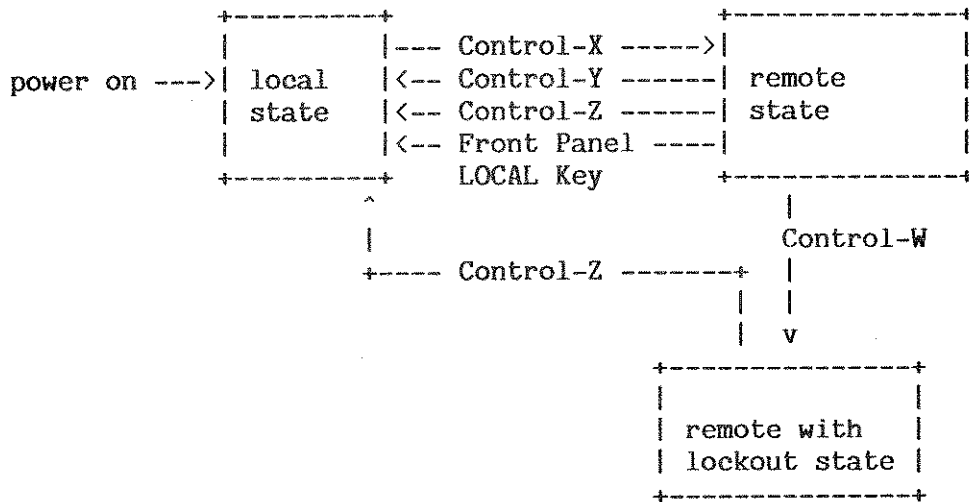 Control-X
Control-Y
power on local remote
state Control-Z state
Front Panel
LOCAL Key
Control-W
Control-Z
remote with
lockout state